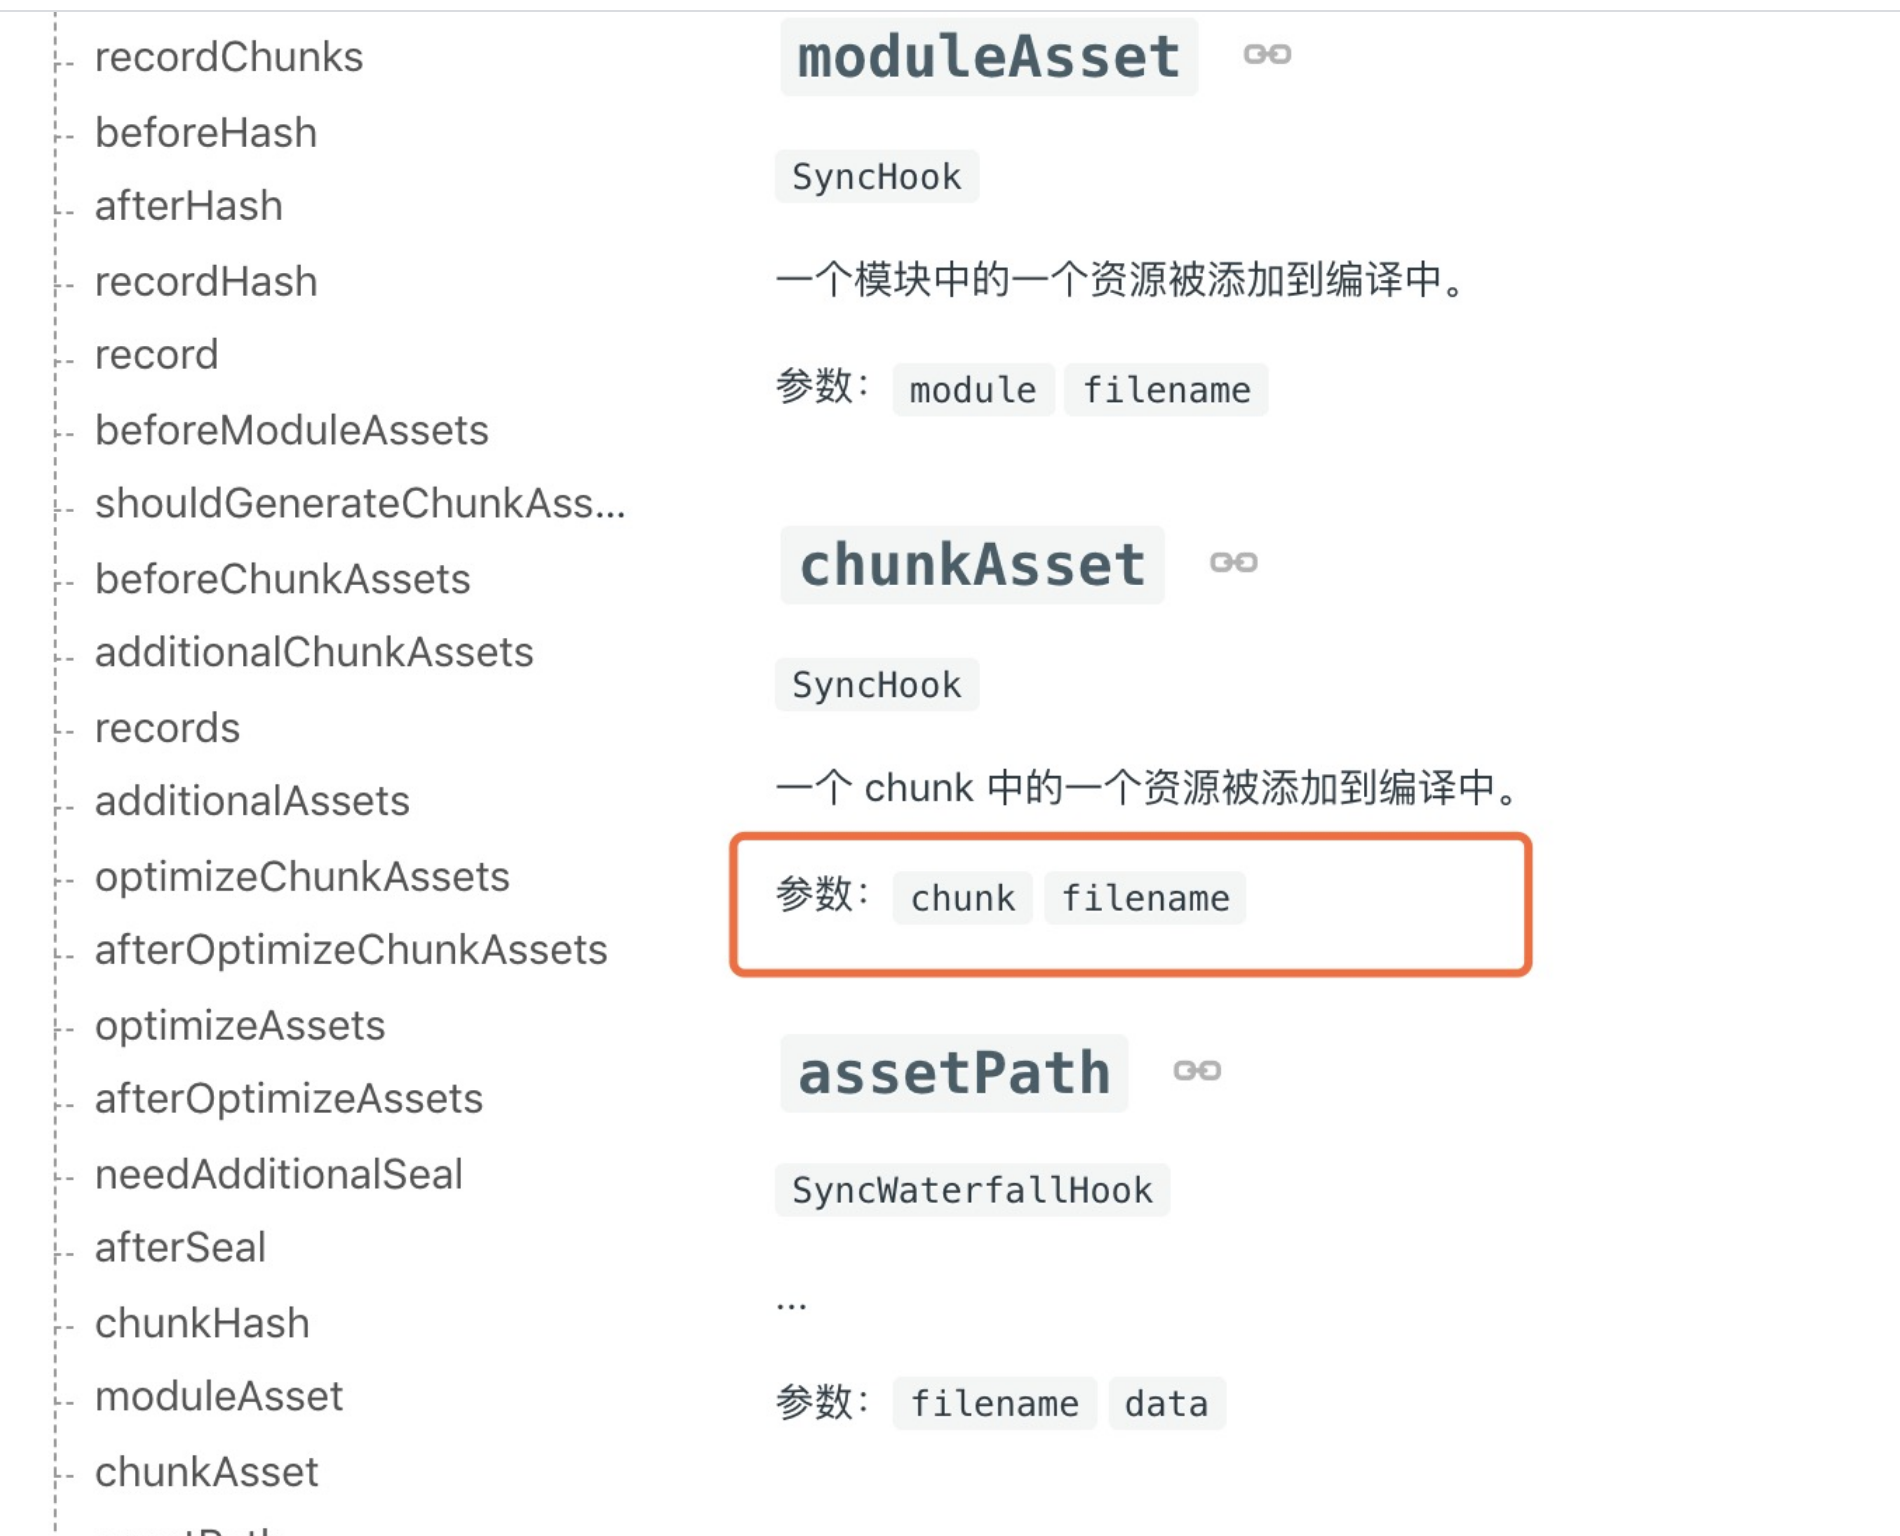 recordChunks
beforeHash
afterHash
recordHash
record
beforeModuleAssets
shouldGenerateChunkAss...
beforeChunkAssets
additionalChunkAssets
records
additionalAssets
optimizeChunkAssets
afterOptimizeChunkAssets
optimizeAssets
afterOptimizeAssets
needAdditionalSeal
afterSeal
chunkHash
moduleAsset
chunkAsset
moduleAsset
SyncHook
一个模块中的一个资源被添加到编译中。
参数： module filename
chunkAsset
SyncHook
一个 chunk 中的一个资源被添加到编译中。
参数： chunk filename
assetPath
SyncWaterfallHook
...
参数： filename data